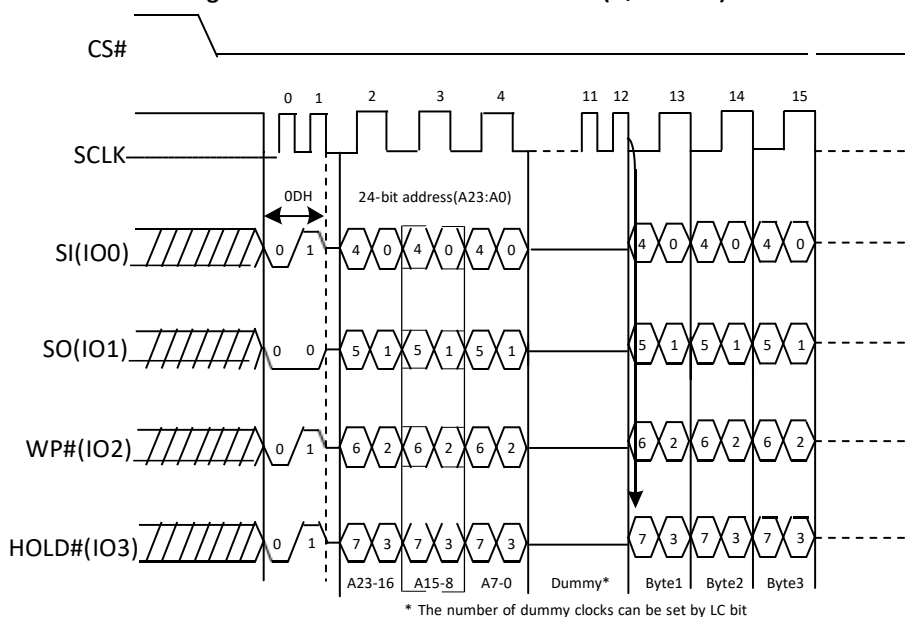 CS#
0 1 2 3 4 11 12 13 14 15
SCLK
0DH 24-bit address(A23:A0)
SI(IO0) 0 1 4 0 4 0 4 0 4 0 4 0 4 0
SO(IO1) 0 0 5 1 5 1 5 1 5 1 5 1 5 1
WP#(IO2) 0 1 6 2 6 2 6 2 6 2 6 2 6 2
HOLD#(IO3) 0 1 7 3 7 3 7 3 7 3 7 3 7 3
A23-16 A15-8 A7-0 Dummy* Byte1 Byte2 Byte3
* The number of dummy clocks can be set by LC bit